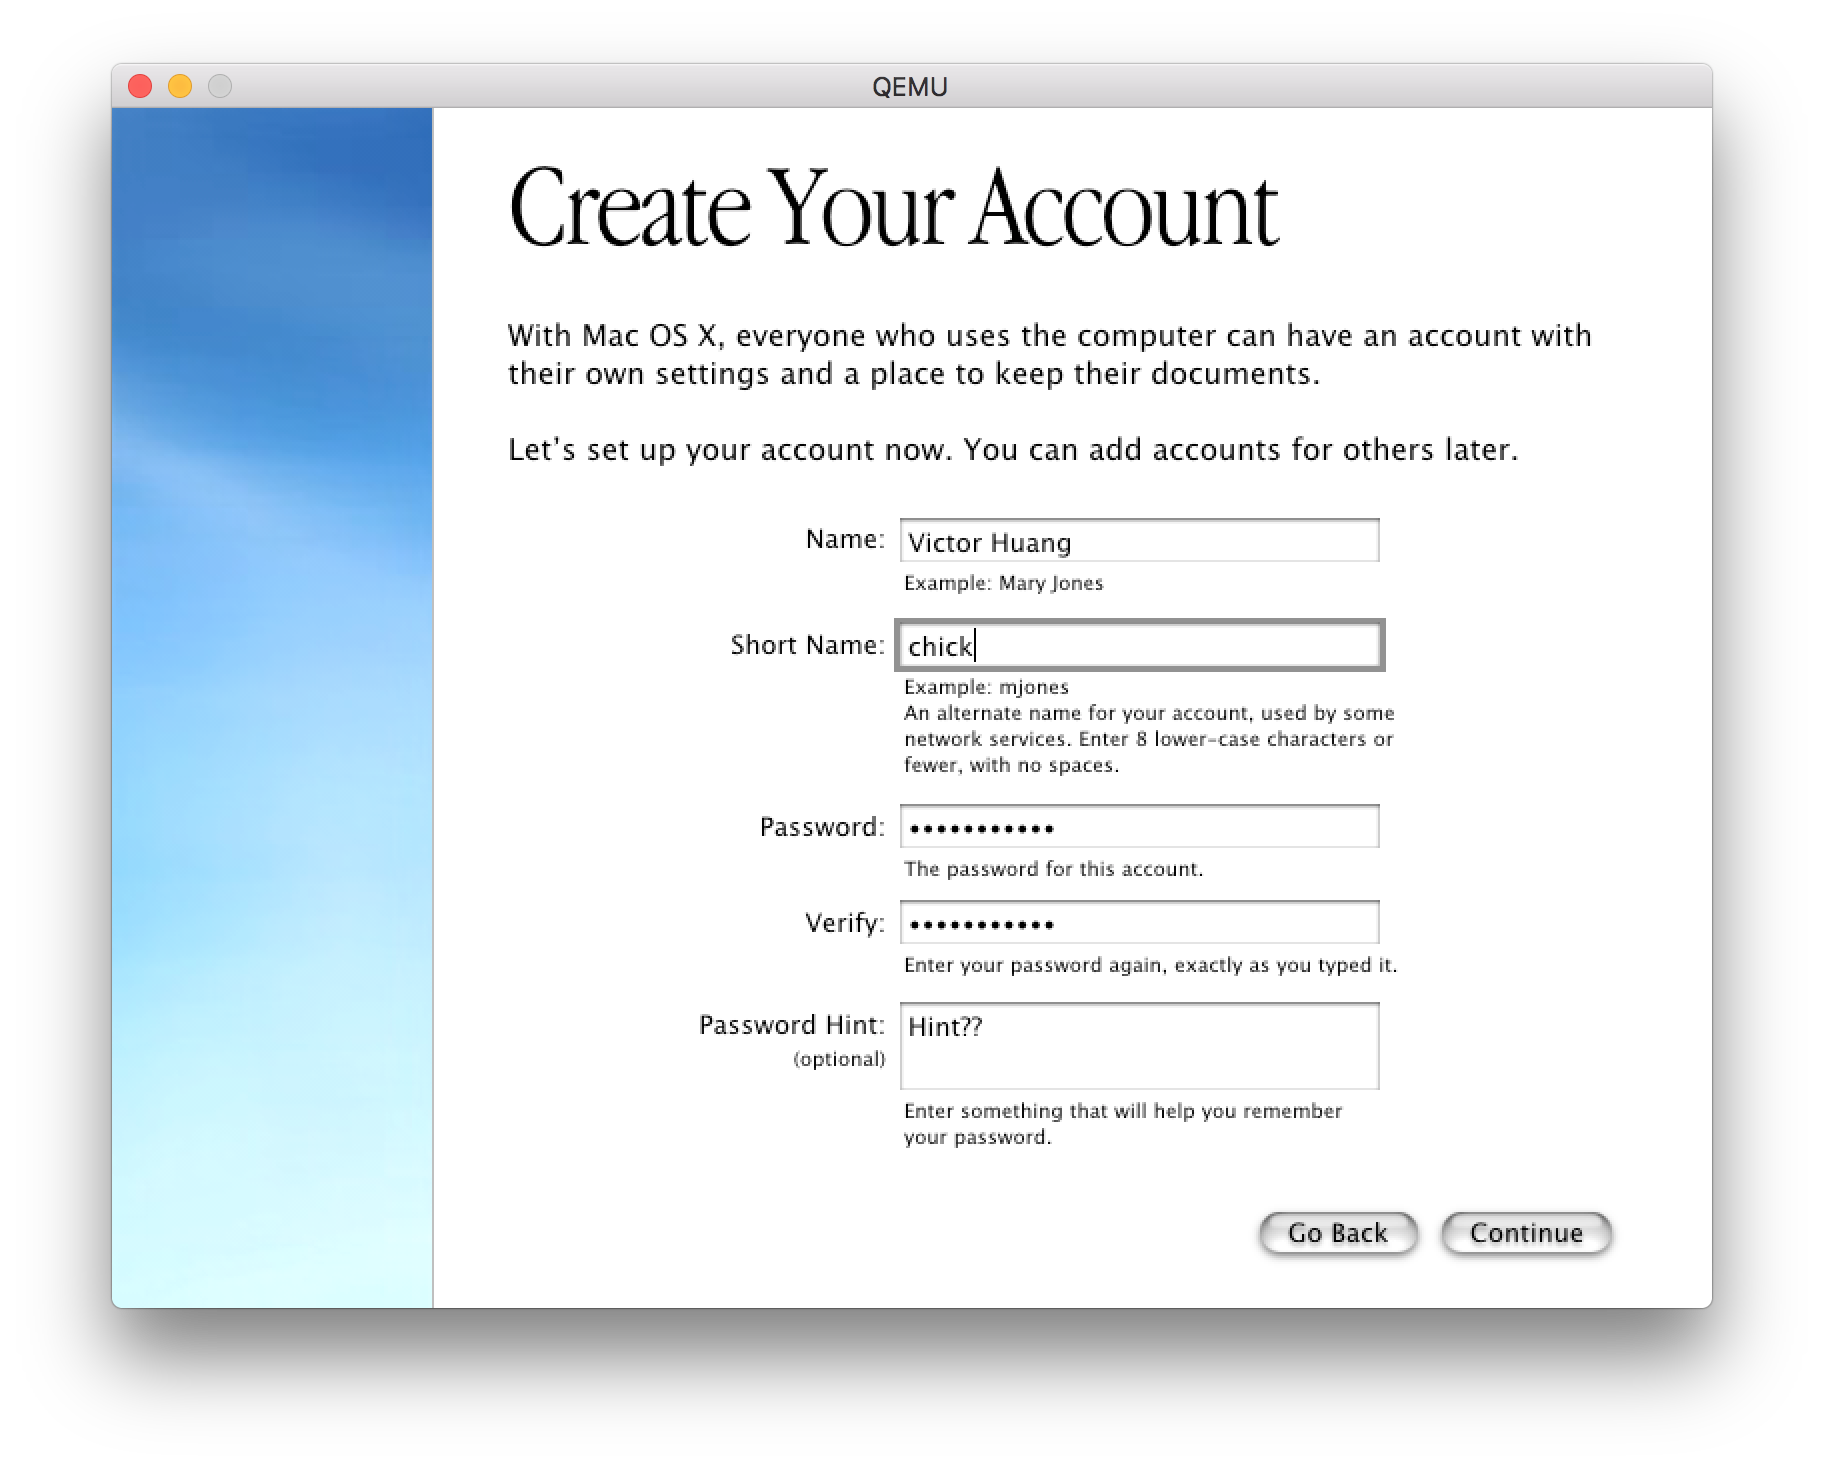 QEMU
Create Your Account
With Mac OS X, everyone who uses the computer can have an account with
their own settings and a place to keep their documents.
Let’s set up your account now. You can add accounts for others later.
Name: Victor Huang
Example: Mary Jones
Short Name: chick
Example: mjones
An alternate name for your account, used by some
network services. Enter 8 lower-case characters or
fewer, with no spaces.
Password: •••••••••••
The password for this account.
Verify: •••••••••••
Enter your password again, exactly as you typed it.
Password Hint: Hint??
(optional)
Enter something that will help you remember
your password.
Go Back Continue